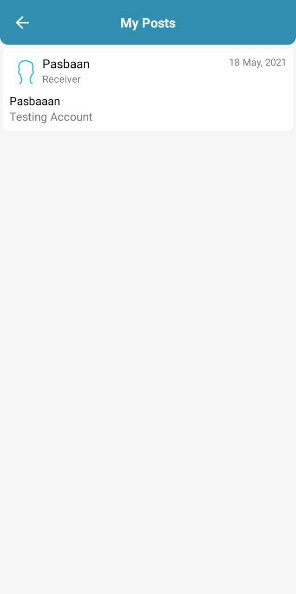 My Posts
Pasbaan
18 May, 2021
Receiver
Pasbaaan
Testing Account